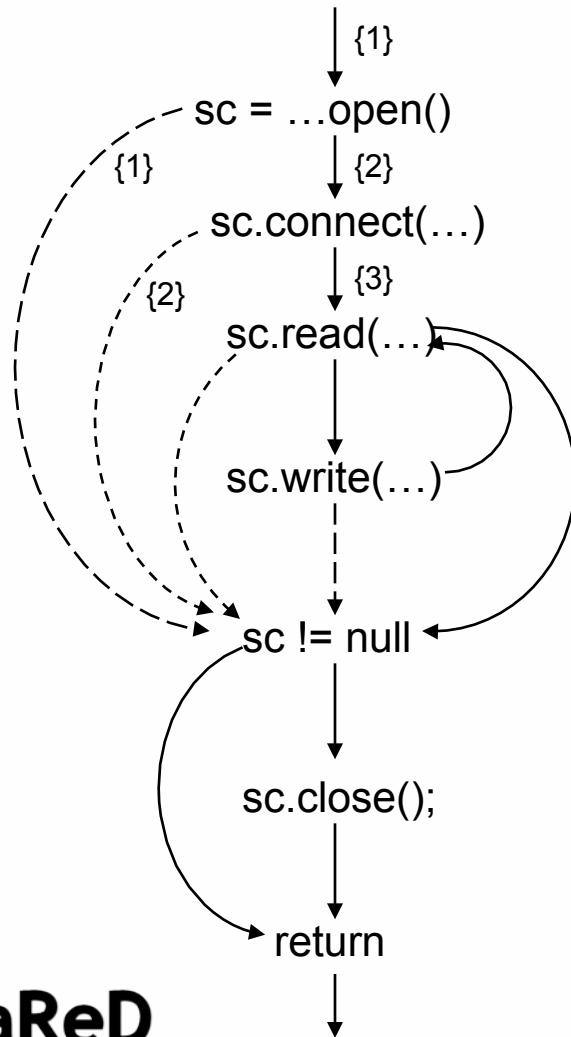 {1}
sc = …open()
{1}
{2}
sc.connect(…)
{2}
{3}
sc.read(…)
sc.write(…)
sc != null
sc.close();
return
aReD